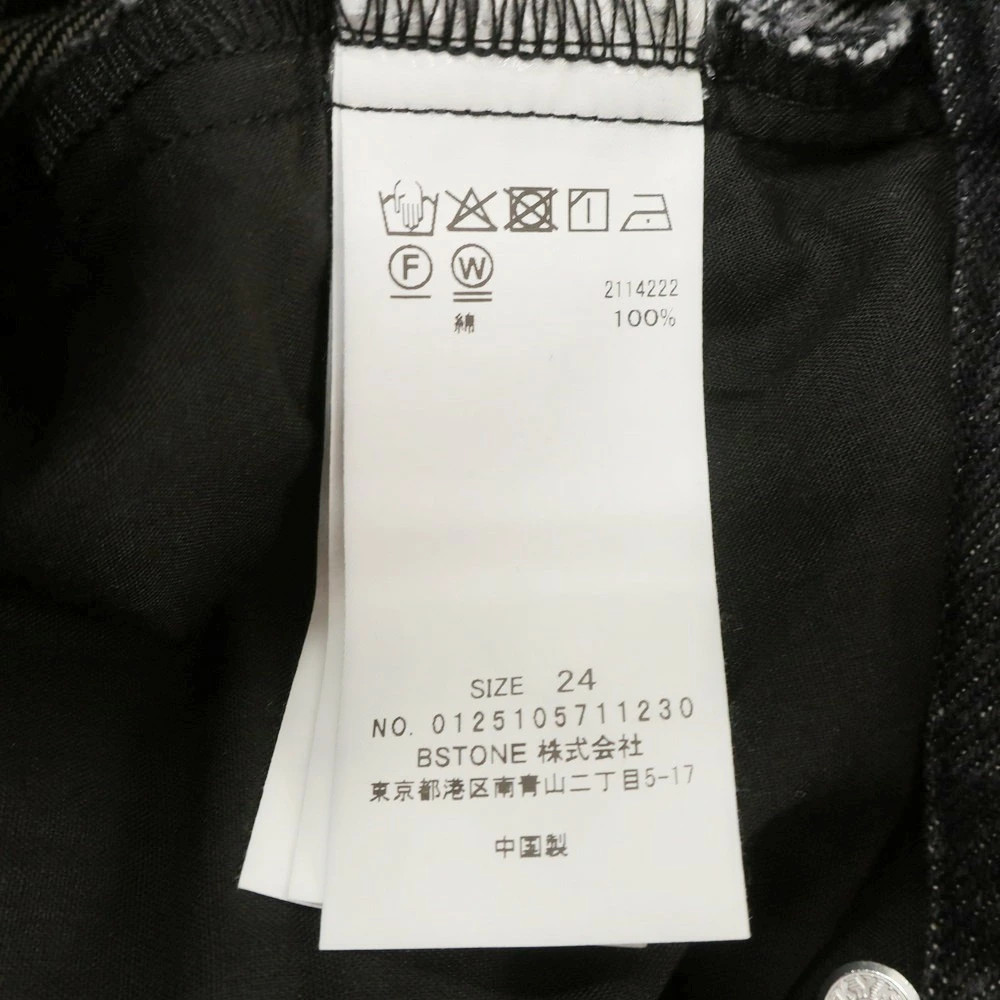 F W
2114222
綿 100%
SIZE 24
NO. 0125105711230
BSTONE 株式会社
東京都港区南青山二丁目5-17
中国製